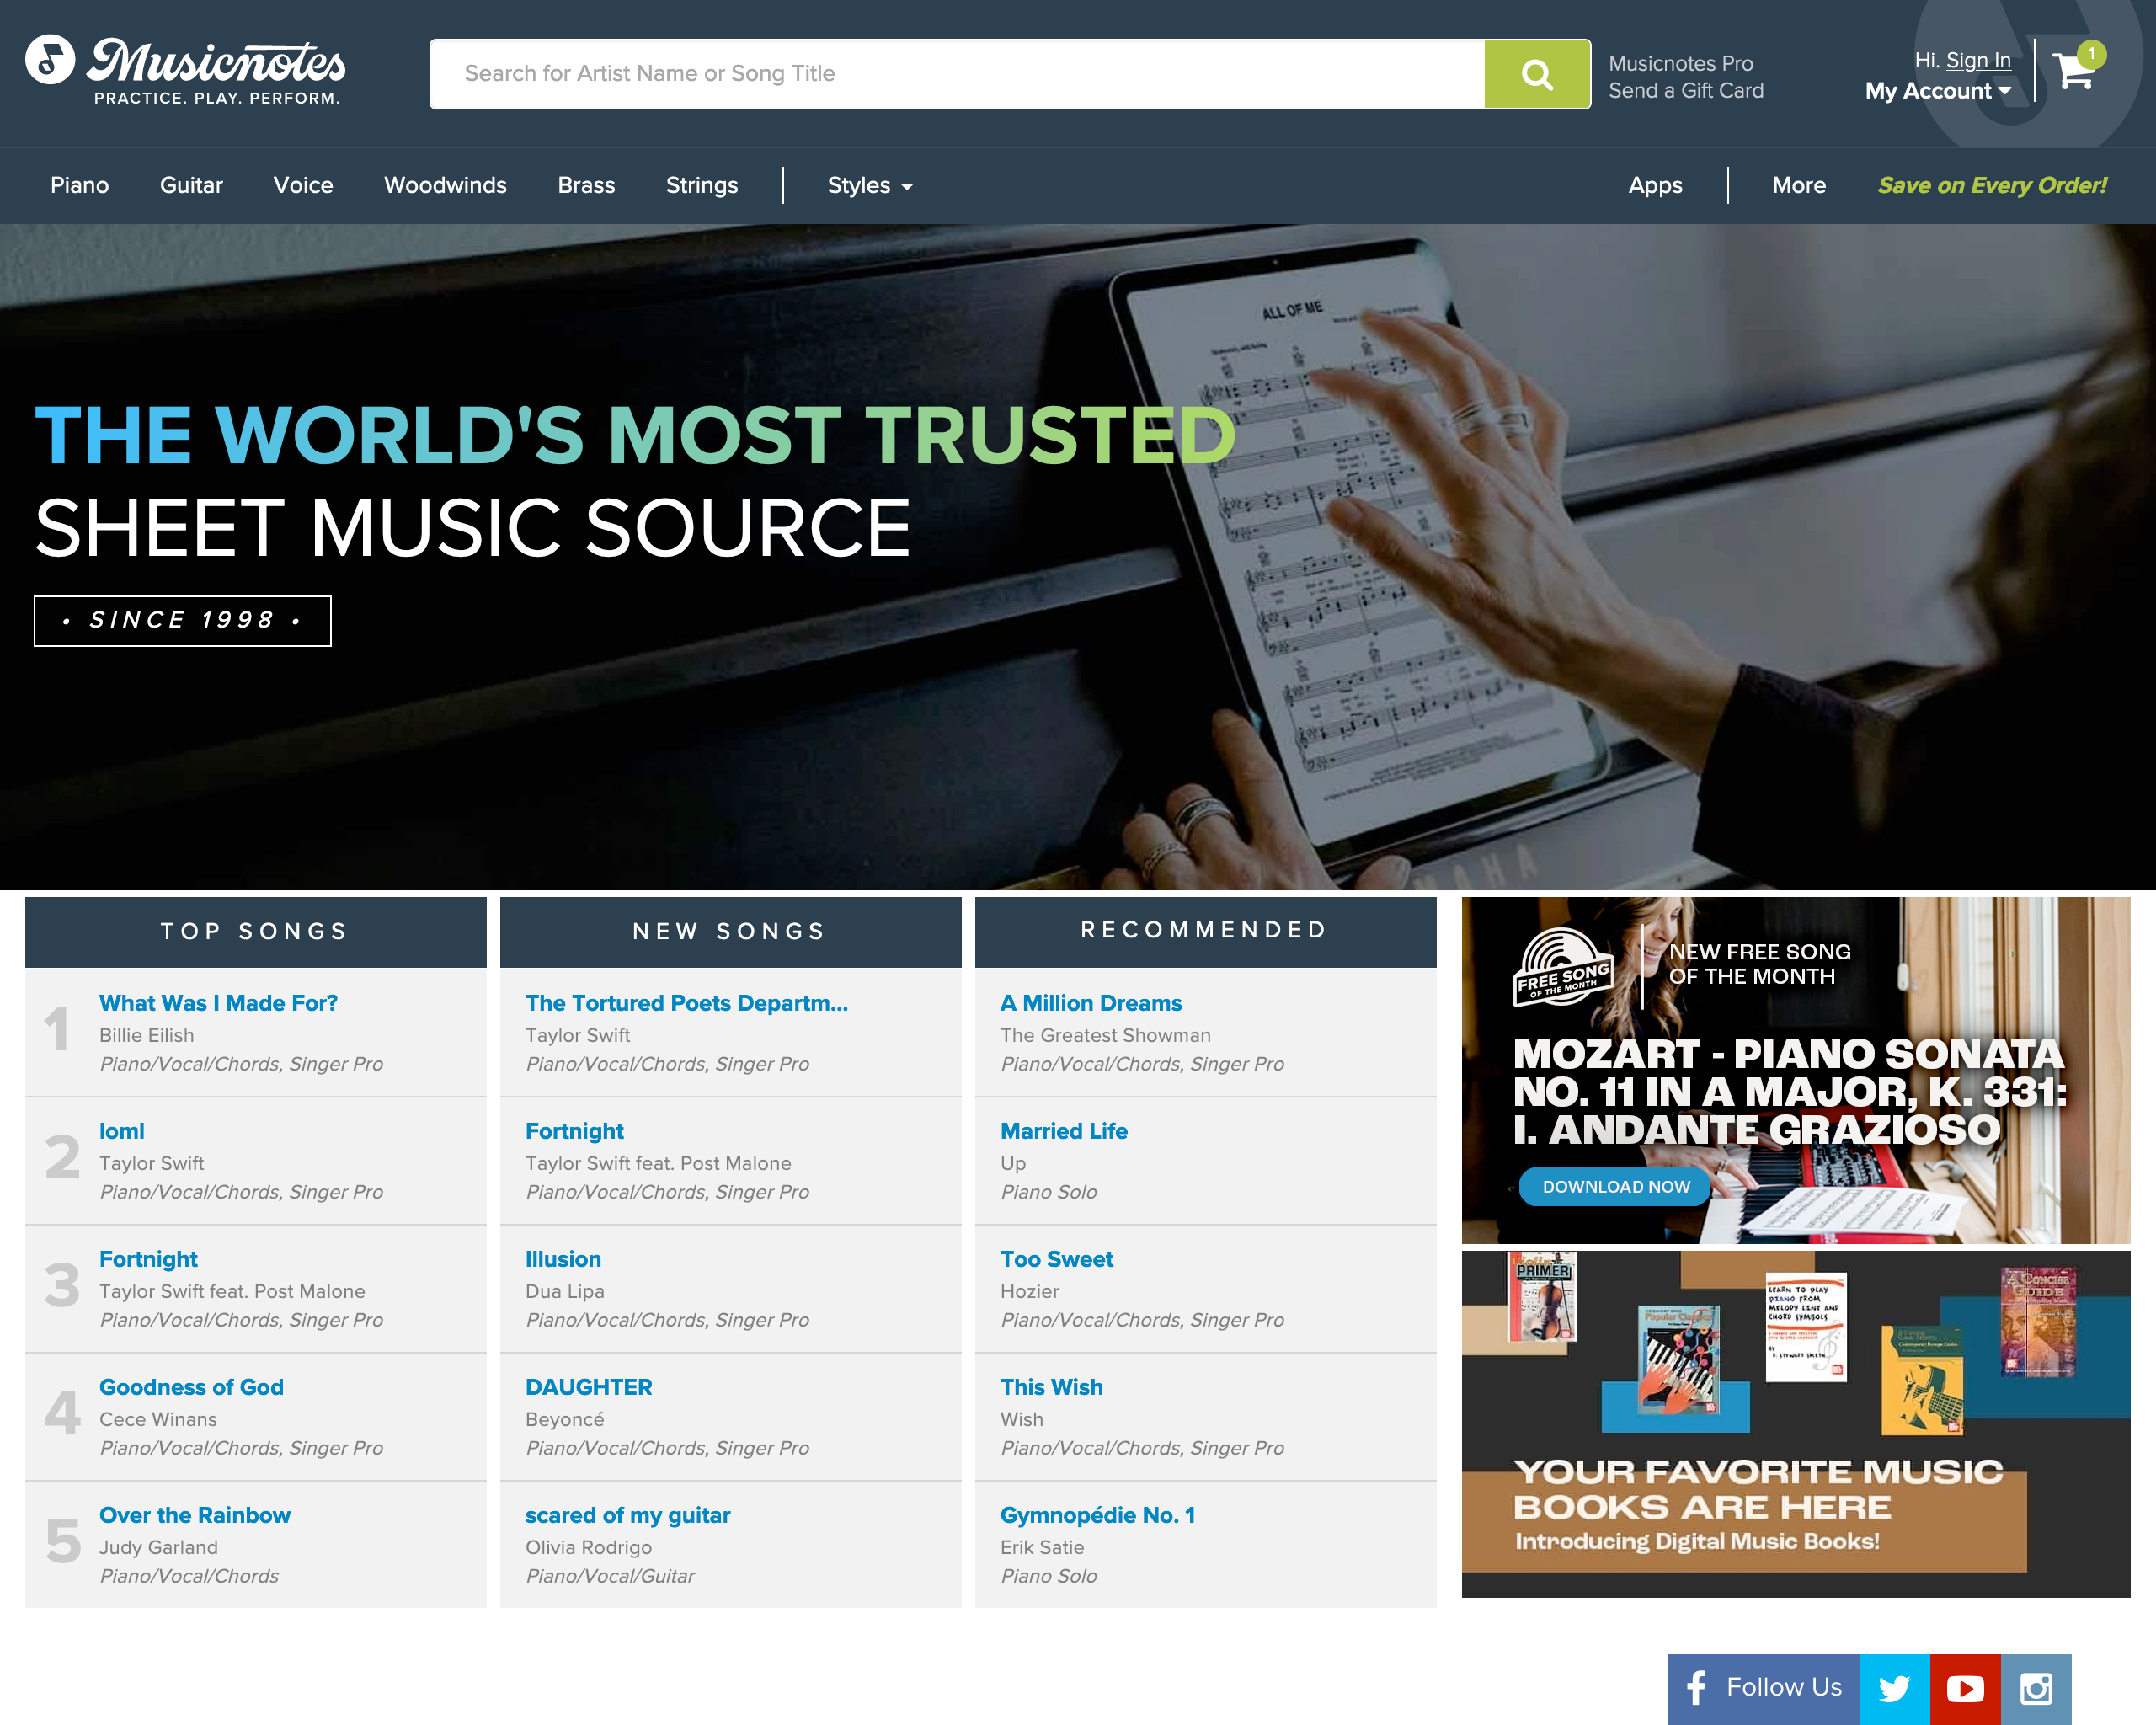 Musicnotes
PRACTICE. PLAY. PERFORM.
Search for Artist Name or Song Title
Musicnotes Pro
Send a Gift Card
Hi. Sign In
My Account
1
Piano
Guitar
Voice
Woodwinds
Brass
Strings
Styles
Apps
More
Save on Every Order!
ALL OF ME
THE WORLD'S MOST TRUSTED
SHEET MUSIC SOURCE
• SINCE 1998 •
TOP SONGS
1
What Was I Made For?
Billie Eilish
Piano/Vocal/Chords, Singer Pro
2
loml
Taylor Swift
Piano/Vocal/Chords, Singer Pro
3
Fortnight
Taylor Swift feat. Post Malone
Piano/Vocal/Chords, Singer Pro
4
Goodness of God
Cece Winans
Piano/Vocal/Chords, Singer Pro
5
Over the Rainbow
Judy Garland
Piano/Vocal/Chords
NEW SONGS
The Tortured Poets Departm...
Taylor Swift
Piano/Vocal/Chords, Singer Pro
Fortnight
Taylor Swift feat. Post Malone
Piano/Vocal/Chords, Singer Pro
Illusion
Dua Lipa
Piano/Vocal/Chords, Singer Pro
DAUGHTER
Beyoncé
Piano/Vocal/Chords, Singer Pro
scared of my guitar
Olivia Rodrigo
Piano/Vocal/Guitar
RECOMMENDED
A Million Dreams
The Greatest Showman
Piano/Vocal/Chords, Singer Pro
Married Life
Up
Piano Solo
Too Sweet
Hozier
Piano/Vocal/Chords, Singer Pro
This Wish
Wish
Piano/Vocal/Chords, Singer Pro
Gymnopédie No. 1
Erik Satie
Piano Solo
FREE SONG
OF THE MONTH
NEW FREE SONG
OF THE MONTH
MOZART - PIANO SONATA
NO. 11 IN A MAJOR, K. 331:
I. ANDANTE GRAZIOSO
DOWNLOAD NOW
PRIMER
Popular Classics
LEARN TO PLAY
PIANO FROM
MELODY LINE AND
CHORD SYMBOLS
BY
A CONCISE
GUIDE
YOUR FAVORITE MUSIC
BOOKS ARE HERE
Introducing Digital Music Books!
Follow Us